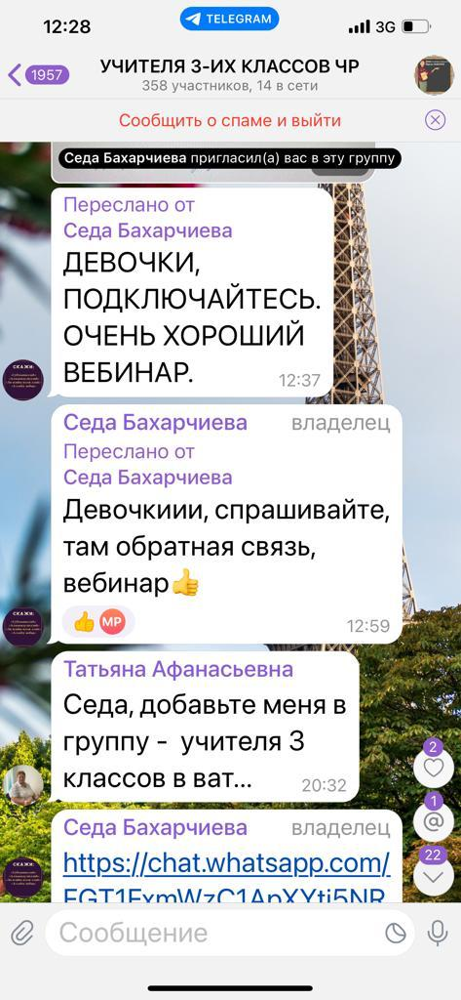 12:28
TELEGRAM
3G
1957
УЧИТЕЛЯ 3-ИХ КЛАССОВ ЧР
358 участников, 14 в сети
Сообщить о спаме и выйти
Седа Бахарчиева пригласил(а) вас в эту группу
Переслано от
Седа Бахарчиева
ДЕВОЧКИ,
ПОДКЛЮЧАЙТЕСЬ.
ОЧЕНЬ ХОРОШИЙ
ВЕБИНАР.
12:37
СКАЖИ:
Седа Бахарчиева владелец
Переслано от
Седа Бахарчиева
Девочкиии, спрашивайте,
там обратная связь,
вебинар👍
👍 МР
12:59
СКАЖИ:
Татьяна Афанасьевна
Седа, добавьте меня в
группу - учителя 3
классов в ват...
20:32
2
1
22
Седа Бахарчиева владелец
https://chat.whatsapp.com/
СКАЖИ:
Сообщение